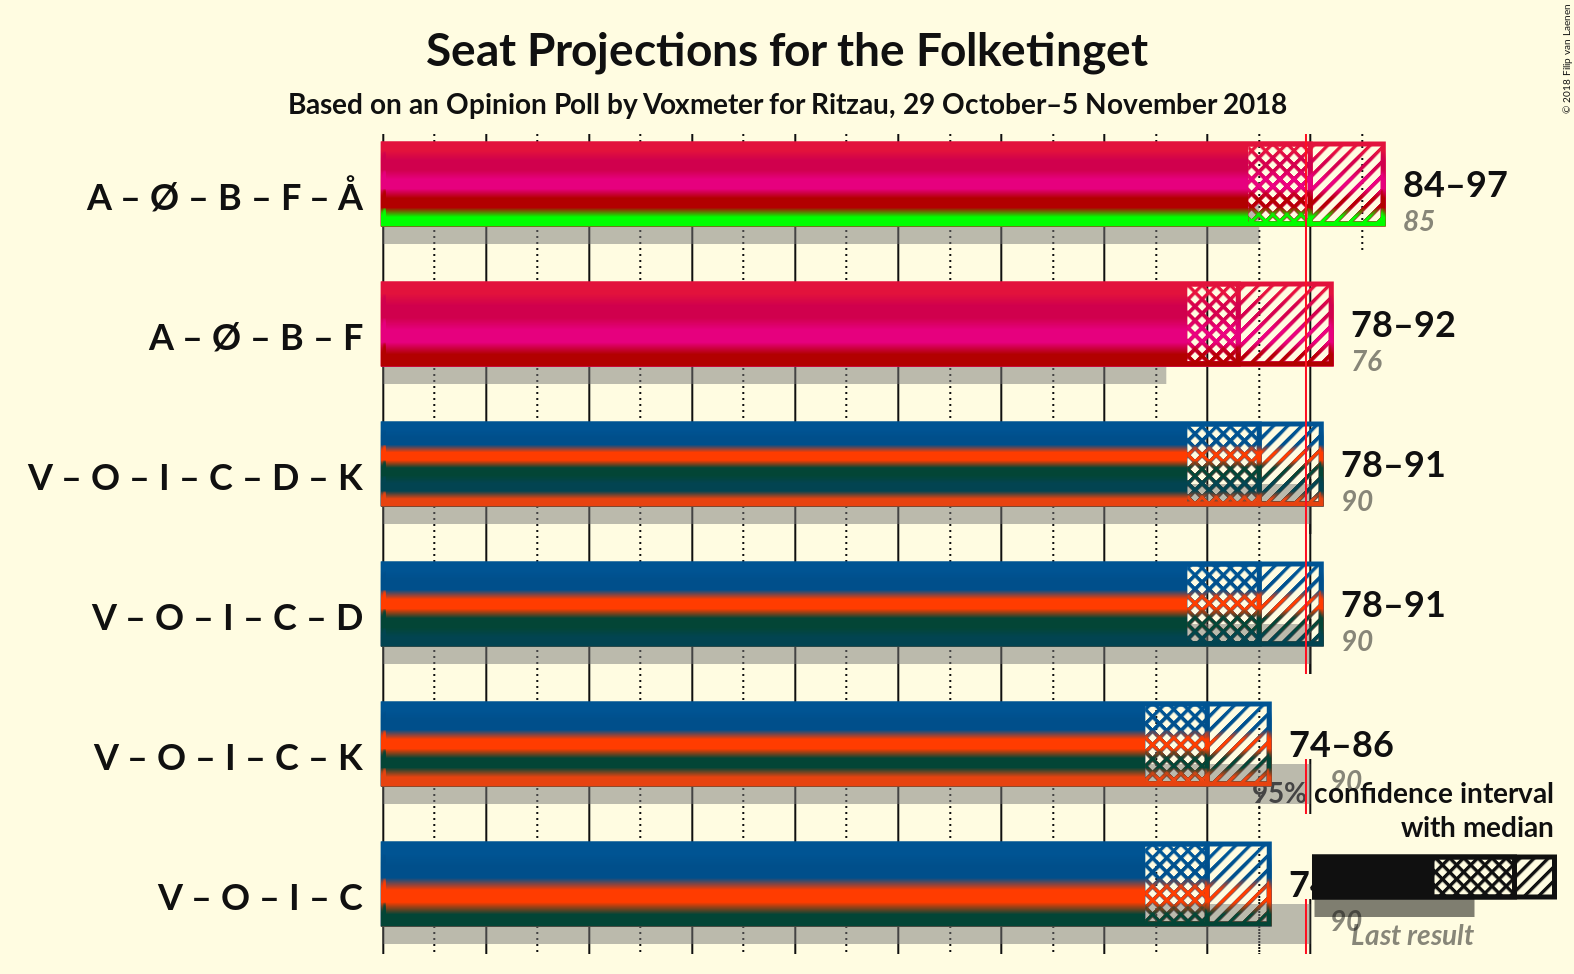 Seat Projections for the Folketinget
Based on an Opinion Poll by Voxmeter for Ritzau, 29 October–5 November 2018
© 2018 Filip van Laenen
A – Ø – B – F – Å
84–97
85
A – Ø – B – F
78–92
76
V – O – I – C – D – K
78–91
90
V – O – I – C – D
78–91
90
V – O – I – C – K
74–86
90
95% confidence interval
with median
V – O – I – C
90
Last result